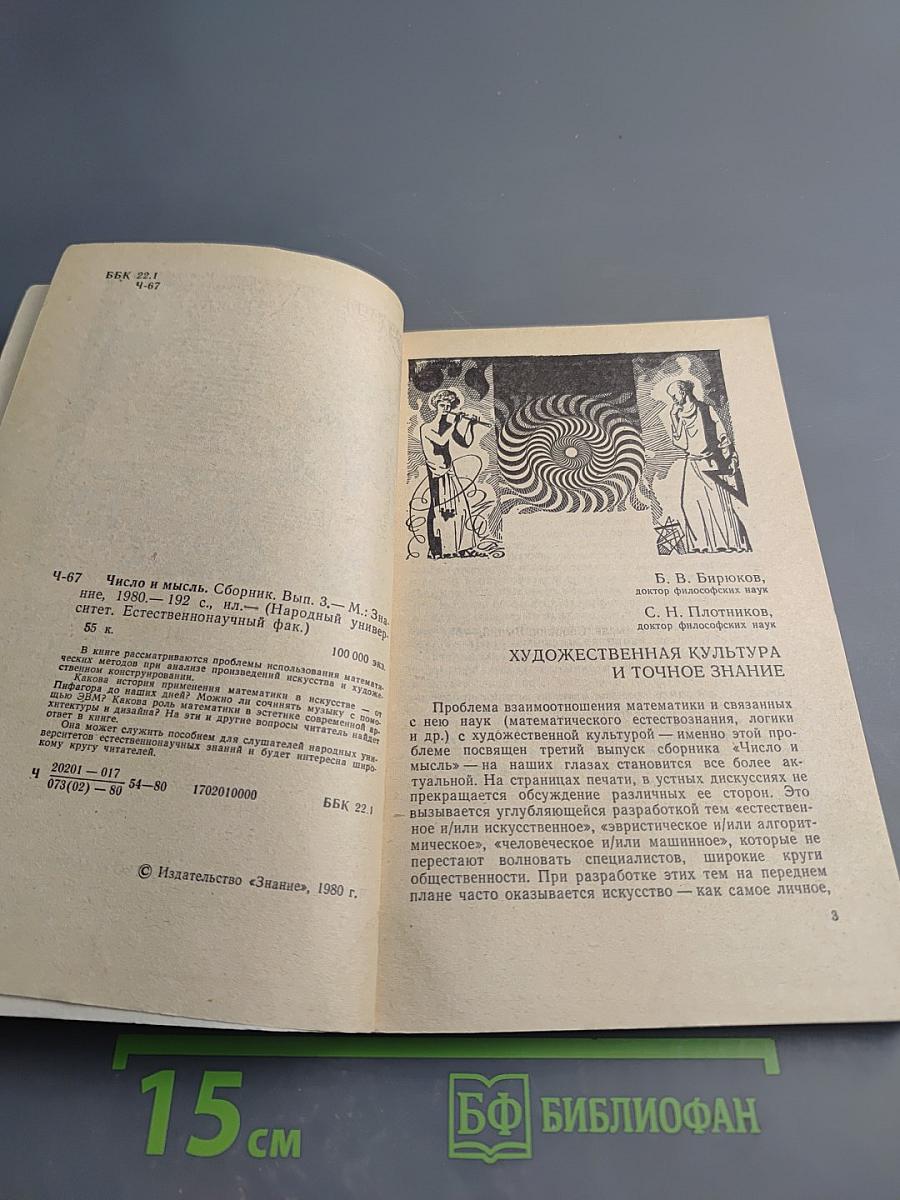 ББК 22.1
Ч-67
Ч-67 Число и мысль. Сборник. Вып. 3.— М.: Зна-
ние, 1980.— 192 с., ил.— (Народный универ-
ситет. Естественнонаучный фак.)
55 к. 100 000 экз.
В книге рассматриваются проблемы использования математи-
ческих методов при анализе произведений искусства и художе-
ственном конструировании.
Какова история применения математики в искусстве — от
Пифагора до наших дней? Можно ли сочинять музыку с помо-
щью ЭВМ? Какова роль математики в эстетике современной ар-
хитектуры и дизайна? На эти и другие вопросы читатель найдет
ответ в книге.
Она может служить пособием для слушателей народных уни-
верситетов естественнонаучных знаний и будет интересна широ-
кому кругу читателей.
Ч 20201 — 017
073(02) — 80 54—80 1702010000
ББК 22.1
© Издательство «Знание», 1980 г.
Б. В. Бирюков,
доктор философских наук
С. Н. Плотников,
доктор философских наук
ХУДОЖЕСТВЕННАЯ КУЛЬТУРА
И ТОЧНОЕ ЗНАНИЕ
Проблема взаимоотношения математики и связанных
с нею наук (математического естествознания, логики
и др.) с художественной культурой — именно этой про-
блеме посвящен третий выпуск сборника «Число и
мысль» — на наших глазах становится все более ак-
туальной. На страницах печати, в устных дискуссиях не
прекращается обсуждение различных ее сторон. Это
вызывается углубляющейся разработкой тем «естествен-
ное и/или искусственное», «эвристическое и/или алгорит-
мическое», «человеческое и/или машинное», которые не
перестают волновать специалистов, широкие круги
общественности. При разработке этих тем на переднем
плане часто оказывается искусство — как самое личное,
3
15 см
БФ БИБЛИОФАН